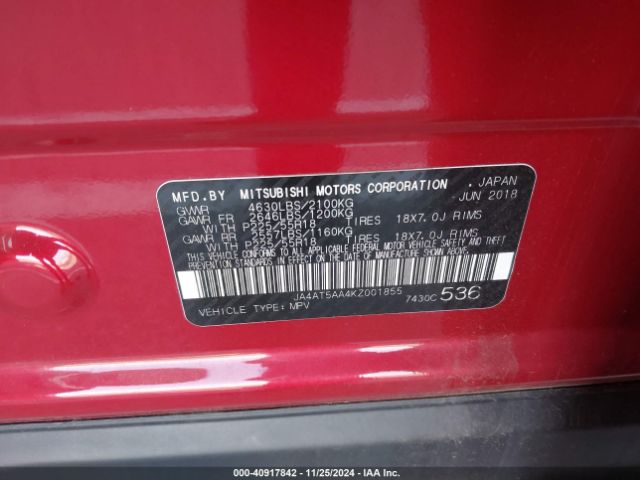 MFD.BY MITSUBISHI MOTORS CORPORATION. JAPAN
GVWR 4630LBS/2100KG JUN 2018
GAWR FR 2646LBS/1200KG
WITH P225/55R18 TIRES 18X7.0J RIMS
GAWR RR 2557LBS/1160KG
WITH P225/55R18 TIRES 18X7.0J RIMS
THIS VEHICLE CONFORMS TO ALL APPLICABLE FEDERAL MOTOR VEHICLE SAFETY, BUMPER AND THEFT
PREVENTION STANDARDS IN EFFECT ON THE DATE OF MANUFACTURE SHOWN ABOVE.
JA4AT5AA4KZ001855 7430C 536
VEHICLE TYPE: MPV
000-40917842 - 11/25/2024 - IAA Inc.